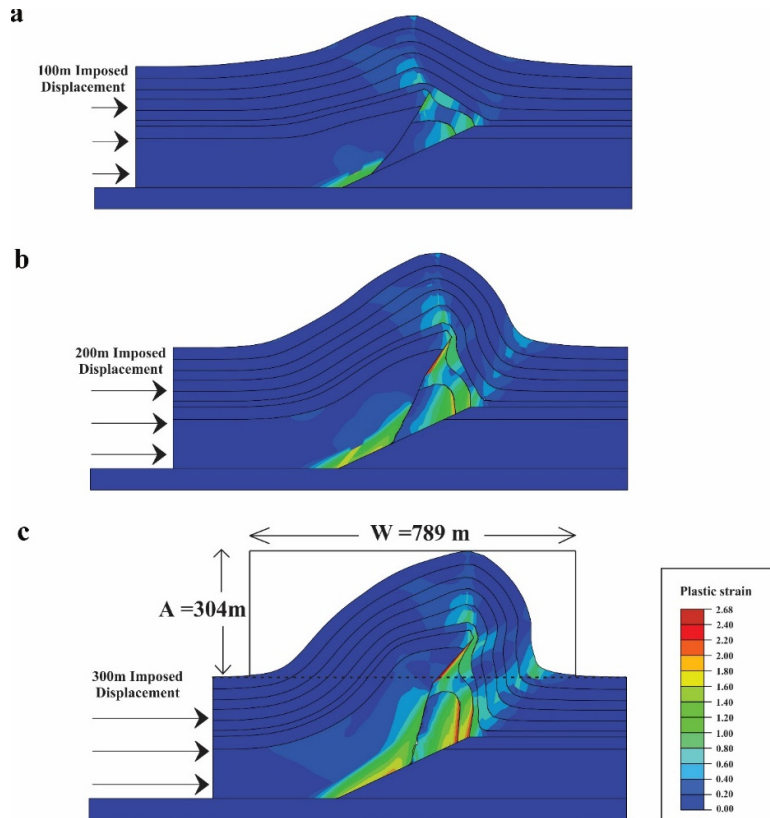 a
100m Imposed
Displacement
b
200m Imposed
Displacement
c
W =789 m
A =304m
300m Imposed
Displacement
Plastic strain
2.68
2.40
2.20
2.00
1.80
1.60
1.40
1.20
1.00
0.80
0.60
0.40
0.20
0.00